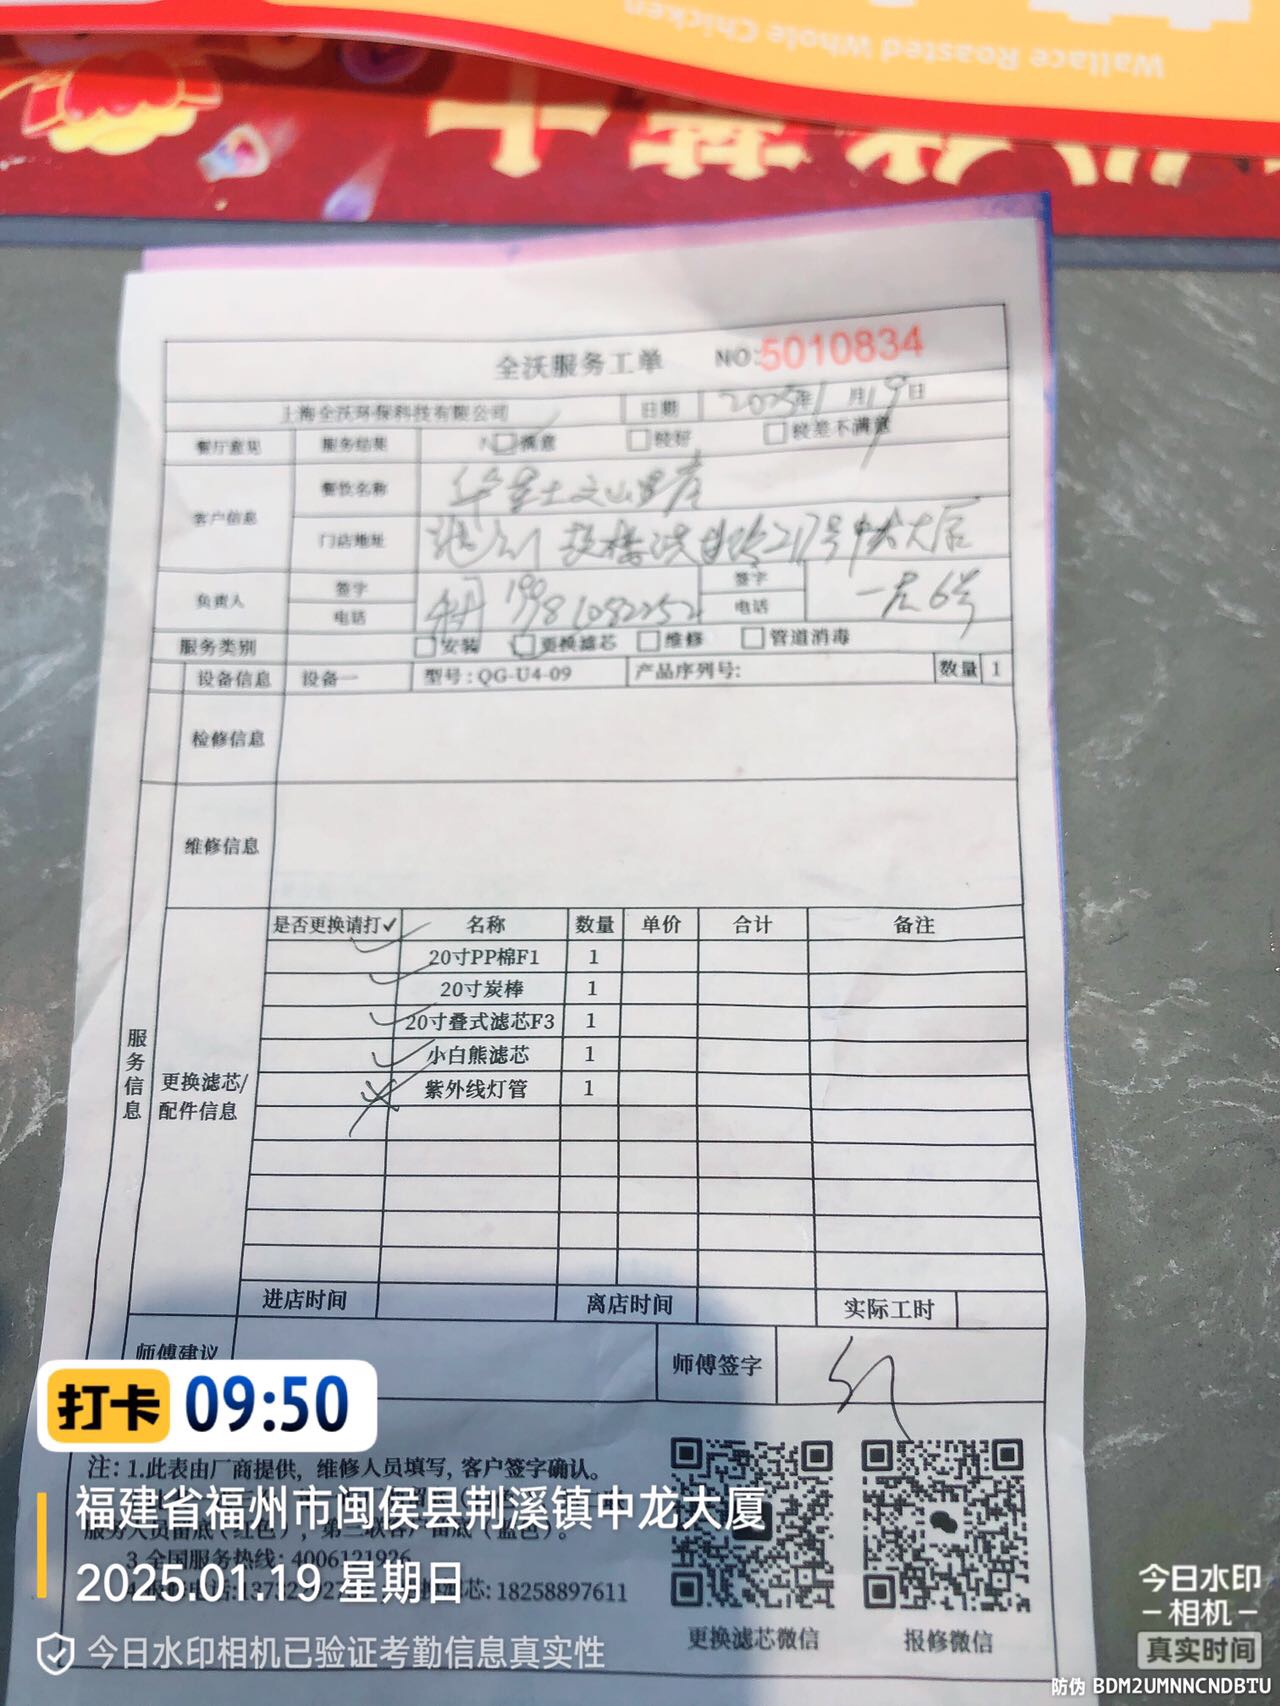 Wallace Roasted Whole Chicken
全沃服务工单 NO:5010834
上海全沃环保科技有限公司 日期 2025年1月19日
餐厅意见 服务结果 满意 较好 较差不满意
客户信息 餐饮名称 华莱士文山里店
门店地址 217号中
负责人 签字 签字
电话 19981082252 电话
服务类别 安装 更换滤芯 维修 管道消毒
设备信息 设备一 型号:QG-U4-09 产品序列号: 数量 1
检修信息
维修信息
服务信息
更换滤芯/配件信息
是否更换请打✓ 名称 数量 单价 合计 备注
20寸PP棉F1 1
20寸炭棒 1
20寸叠式滤芯F3 1
小白熊滤芯 1
紫外线灯管 1
进店时间 离店时间 实际工时
师傅建议 师傅签字
打卡 09:50
注: 1.此表由厂商提供, 维修人员填写, 客户签字确认。
福建省福州市闽侯县荆溪镇中龙大厦
3.全国服务热线: 4006121926
2025.01.19 星期日
滤芯: 18258897611
更换滤芯微信 报修微信
今日水印相机已验证考勤信息真实性
今日水印
相机
真实时间
防伪 BDM2UMNNCNDBTU